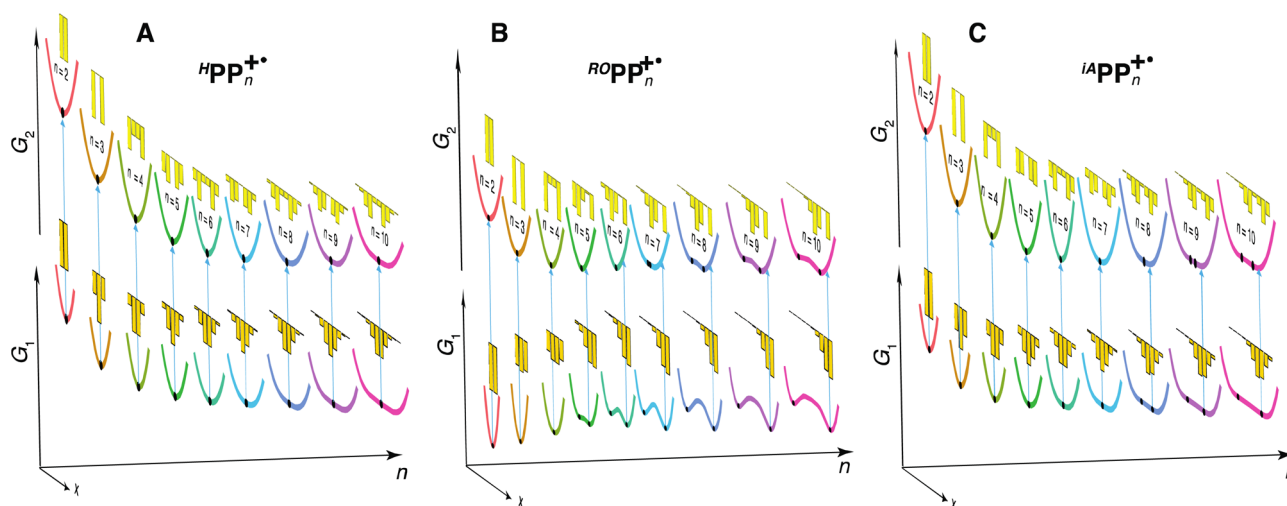 A
HPPn+•
G2
n=2
n=3
n=4
n=5
n=6
n=7
n=8
n=9
n=10
G1
n
χ
B
ROPPn+•
G2
n=2
n=3
n=4
n=5
n=6
n=7
n=8
n=9
n=10
G1
n
χ
C
iAPPn+•
G2
n=2
n=3
n=4
n=5
n=6
n=7
n=8
n=9
n=10
G1